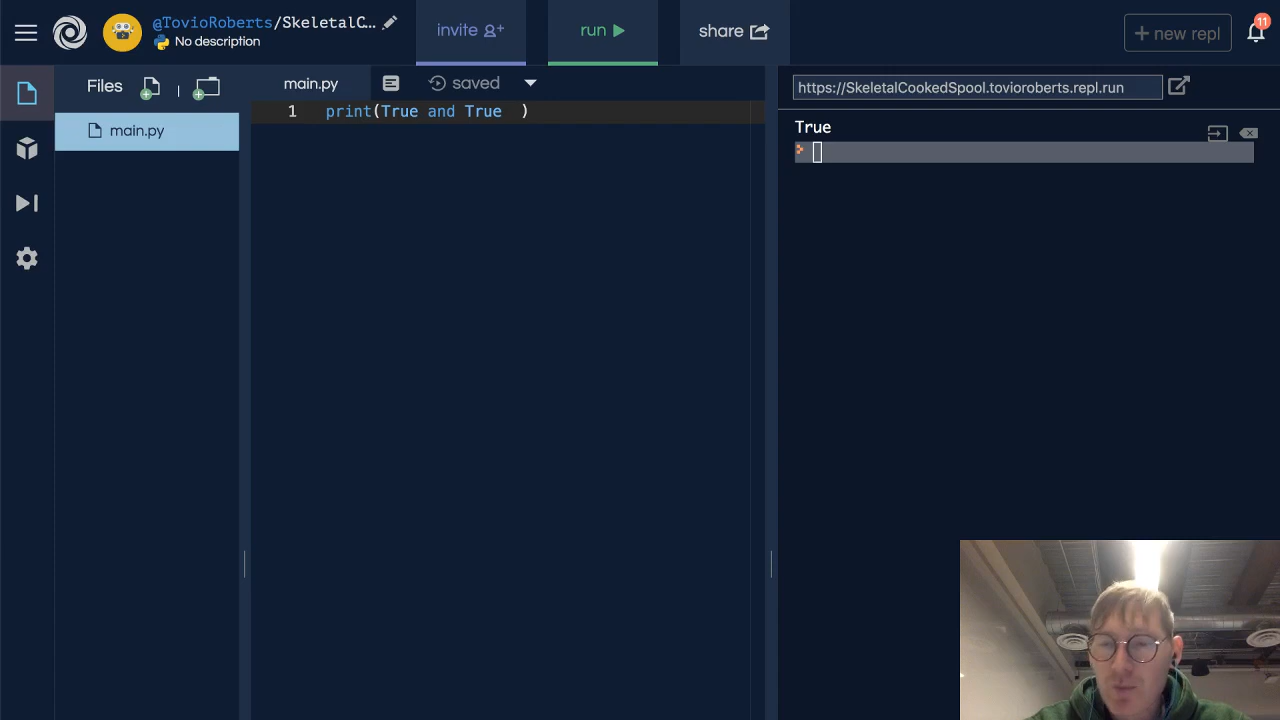 @TovioRoberts/SkeletalC...
No description
invite
run
share
+ new repl
11
Files
main.py
saved
https://SkeletalCookedSpool.tovioroberts.repl.run
main.py
1 print(True and True  )
True